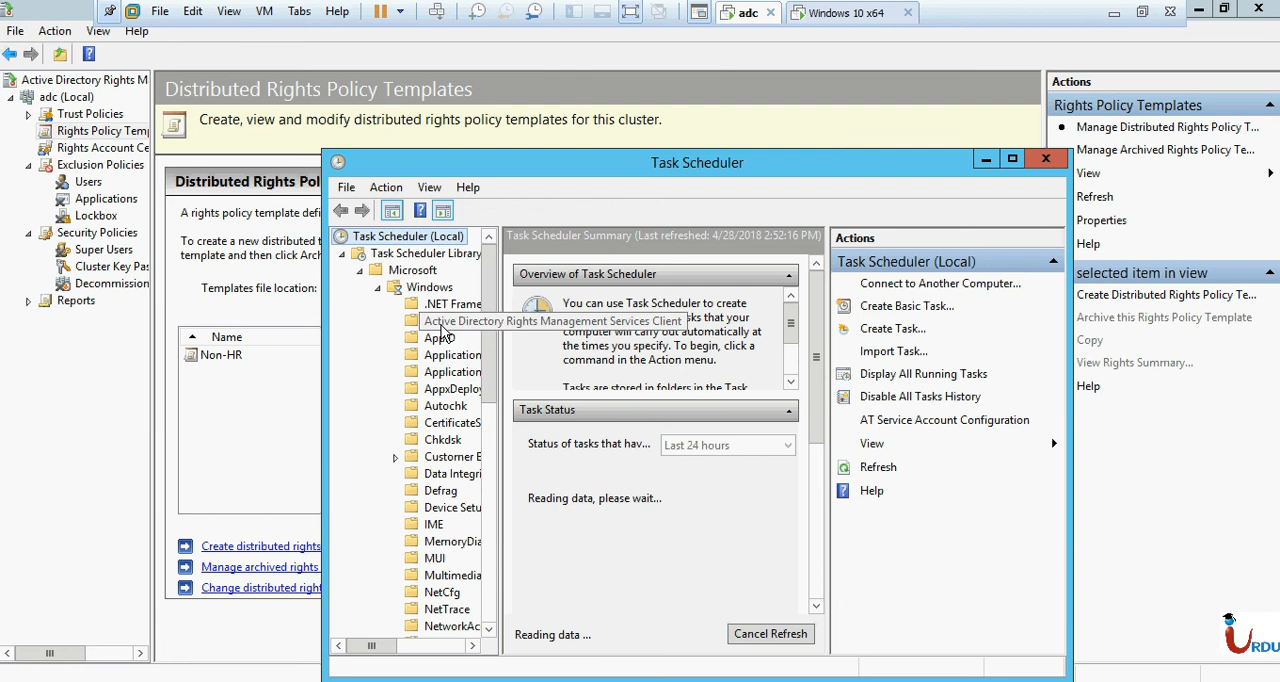 File Edit View VM Tabs Help
adc
Windows 10 x64
File Action View Help
Active Directory Rights M
adc (Local)
Trust Policies
Rights Policy Temp
Rights Account Ce
Exclusion Policies
Users
Applications
Lockbox
Security Policies
Super Users
Cluster Key Pas
Decommission
Reports
Distributed Rights Policy Templates
Create, view and modify distributed rights policy templates for this cluster.
Distributed Rights Pol
A rights policy template defi
To create a new distributed t
template and then click Arch
Templates file location:
Name
Non-HR
Create distributed rights
Manage archived rights
Change distributed right
Task Scheduler
File Action View Help
Task Scheduler (Local)
Task Scheduler Library
Microsoft
Windows
.NET Frame
Active Directory Rights Management Services Client
Application
Application
AppxDeploy
Autochk
CertificateS
Chkdsk
Customer E
Data Integri
Defrag
Device Setu
IME
MemoryDia
MUI
Multimedia
NetCfg
NetTrace
NetworkAc
Task Scheduler Summary (Last refreshed: 4/28/2018 2:52:16 PM)
Overview of Task Scheduler
You can use Task Scheduler to create
tasks that your
computer will carry out automatically at
the times you specify. To begin, click a
command in the Action menu.
Tasks are stored in folders in the Task
Task Status
Status of tasks that hav...
Last 24 hours
Reading data, please wait...
Reading data ...
Cancel Refresh
Actions
Task Scheduler (Local)
Connect to Another Computer...
Create Basic Task...
Create Task...
Import Task...
Display All Running Tasks
Disable All Tasks History
AT Service Account Configuration
View
Refresh
Help
Actions
Rights Policy Templates
Manage Distributed Rights Policy T...
Manage Archived Rights Policy Te...
View
Refresh
Properties
Help
selected item in view
Create Distributed Rights Policy Te...
Archive this Rights Policy Template
Copy
View Rights Summary...
Help
URDU